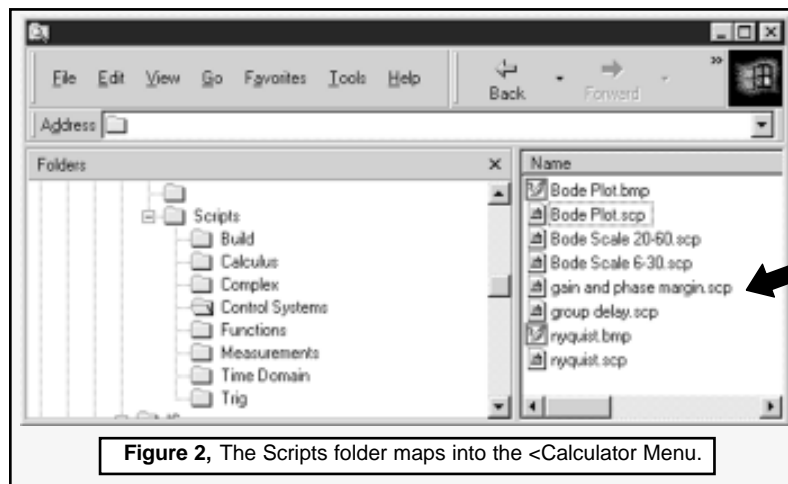 File Edit View Go Favorites Tools Help
Back
Forward
»
Address
Folders
Scripts
Build
Calculus
Complex
Control Systems
Functions
Measurements
Time Domain
Trig
Name
Bode Plot.bmp
Bode Plot.scp
Bode Scale 20-60.scp
Bode Scale 6-30.scp
gain and phase margin.scp
group delay.scp
nyquist.bmp
nyquist.scp
Figure 2, The Scripts folder maps into the <Calculator Menu.